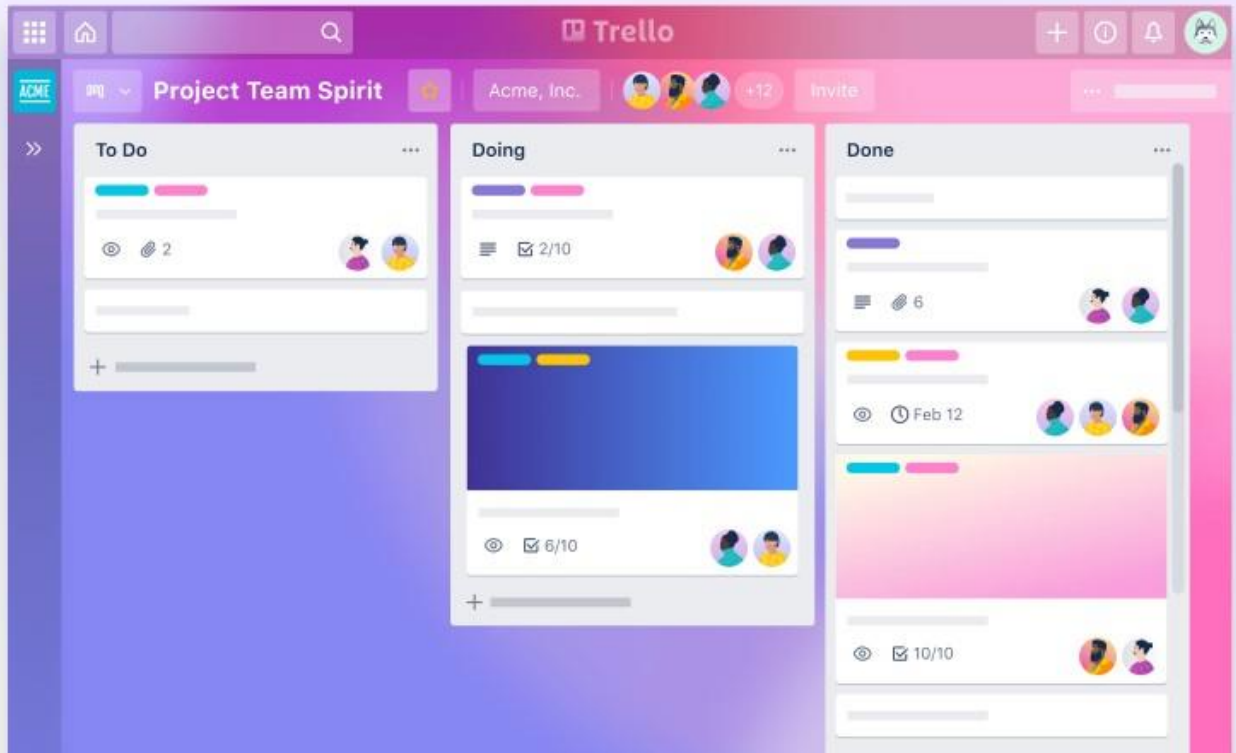 Trello
ACME
Project Team Spirit
Acme, Inc.
+12
Invite
To Do
2
Doing
2/10
6/10
Done
6
Feb 12
10/10